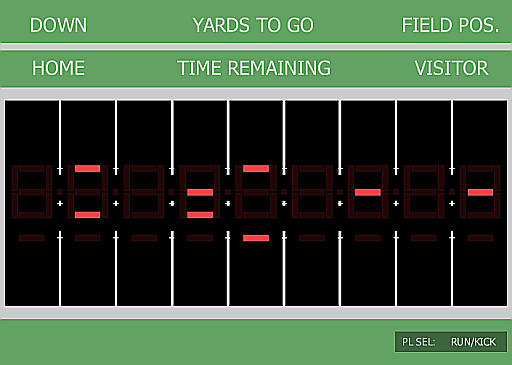 DOWN YARDS TO GO FIELD POS.
HOME TIME REMAINING VISITOR
PL SEL: RUN/KICK